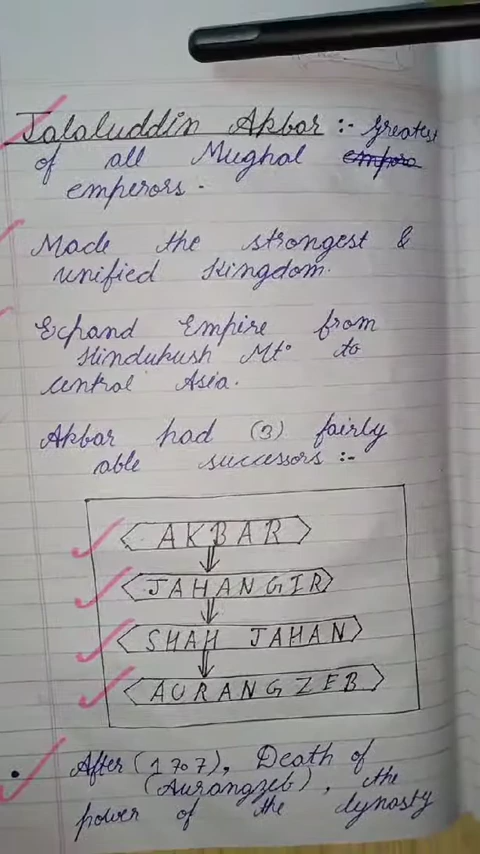 Jalaluddin Akbar :- Greatest
of all Mughal empora
emperors.
Made the strongest &
unified Kingdom.
Expand Empire from
Hindukush Mt° to
central Asia.
Akbar had (3) fairly
able successors :-
AKBAR
JAHANGIR
SHAH JAHAN
AURANGZEB
• After (1707), Death of
(Aurangzeb), the
power of the dynasty